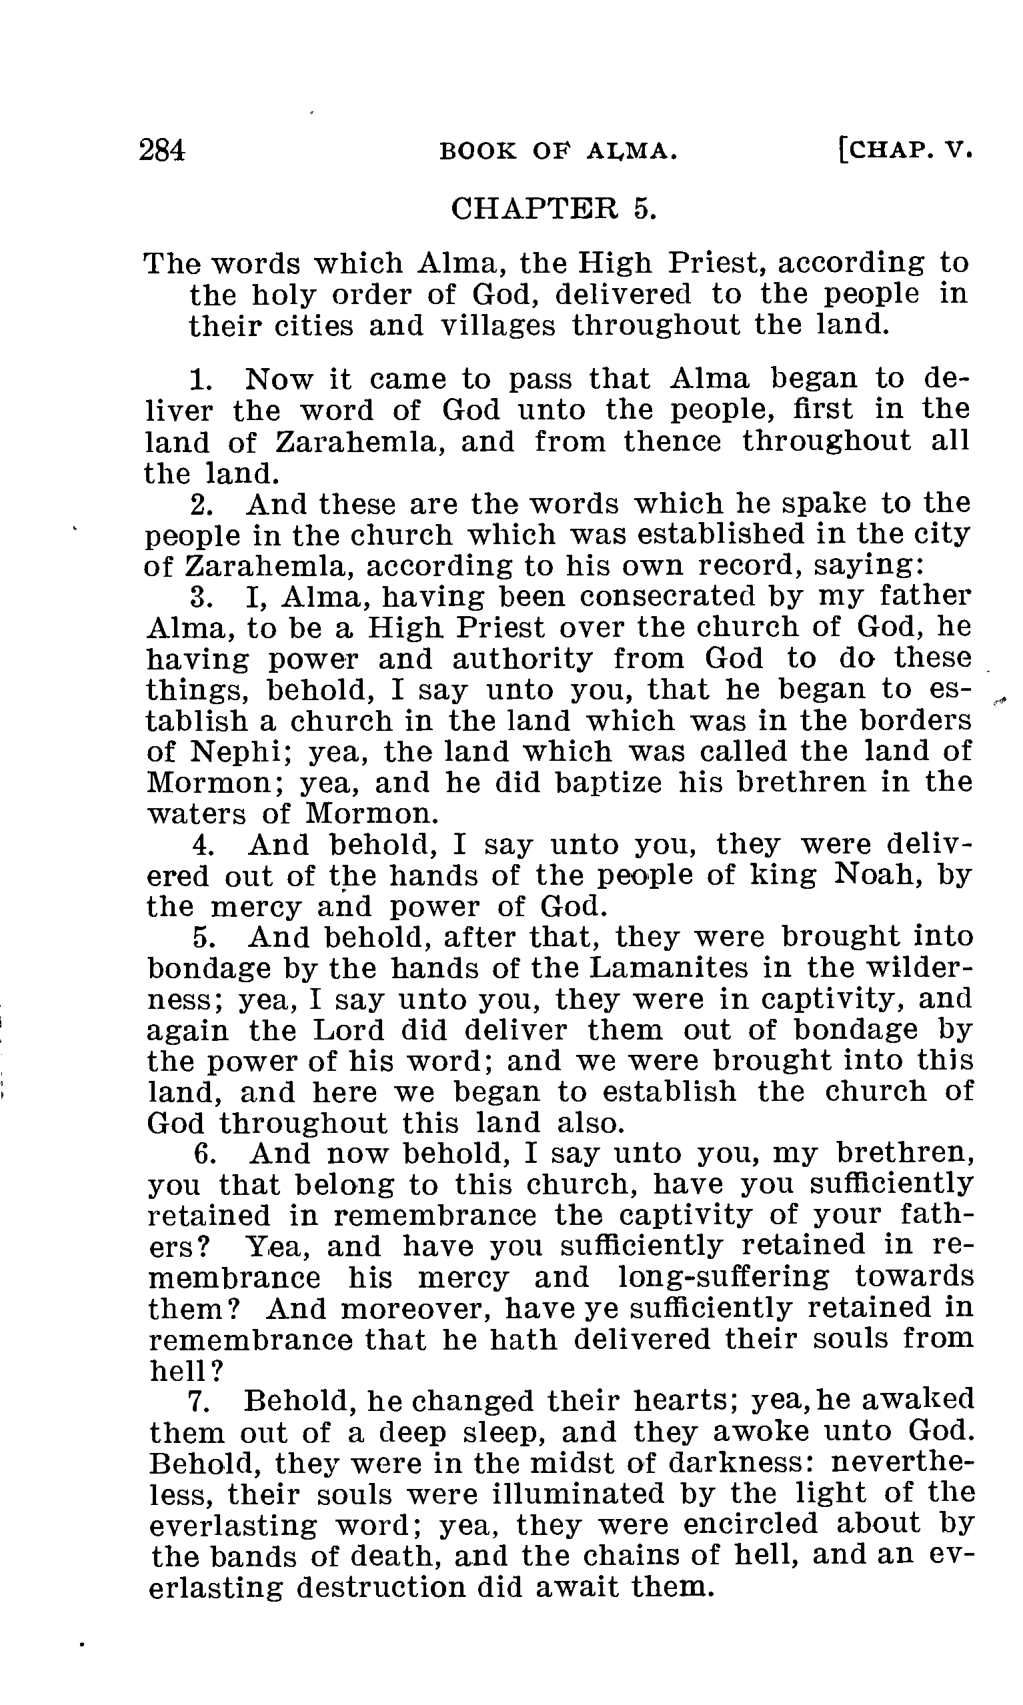 284 BOOK OF ALMA. [CHAP. V.
CHAPTER 5.
The words which Alma, the High Priest, according to
the holy order of God, delivered to the people in
their cities and villages throughout the land.
1. Now it came to pass that Alma began to de-
liver the word of God unto the people, first in the
land of Zarahemla, and from thence throughout all
the land.
2. And these are the words which he spake to the
people in the church which was established in the city
of Zarahemla, according to his own record, saying:
3. I, Alma, having been consecrated by my father
Alma, to be a High Priest over the church of God, he
having power and authority from God to do these
things, behold, I say unto you, that he began to es-
tablish a church in the land which was in the borders
of Nephi; yea, the land which was called the land of
Mormon; yea, and he did baptize his brethren in the
waters of Mormon.
4. And behold, I say unto you, they were deliv-
ered out of the hands of the people of king Noah, by
the mercy and power of God.
5. And behold, after that, they were brought into
bondage by the hands of the Lamanites in the wilder-
ness; yea, I say unto you, they were in captivity, and
again the Lord did deliver them out of bondage by
the power of his word; and we were brought into this
land, and here we began to establish the church of
God throughout this land also.
6. And now behold, I say unto you, my brethren,
you that belong to this church, have you sufficiently
retained in remembrance the captivity of your fath-
ers? Yea, and have you sufficiently retained in re-
membrance his mercy and long-suffering towards
them? And moreover, have ye sufficiently retained in
remembrance that he hath delivered their souls from
hell?
7. Behold, he changed their hearts; yea, he awaked
them out of a deep sleep, and they awoke unto God.
Behold, they were in the midst of darkness: neverthe-
less, their souls were illuminated by the light of the
everlasting word; yea, they were encircled about by
the bands of death, and the chains of hell, and an ev-
erlasting destruction did await them.